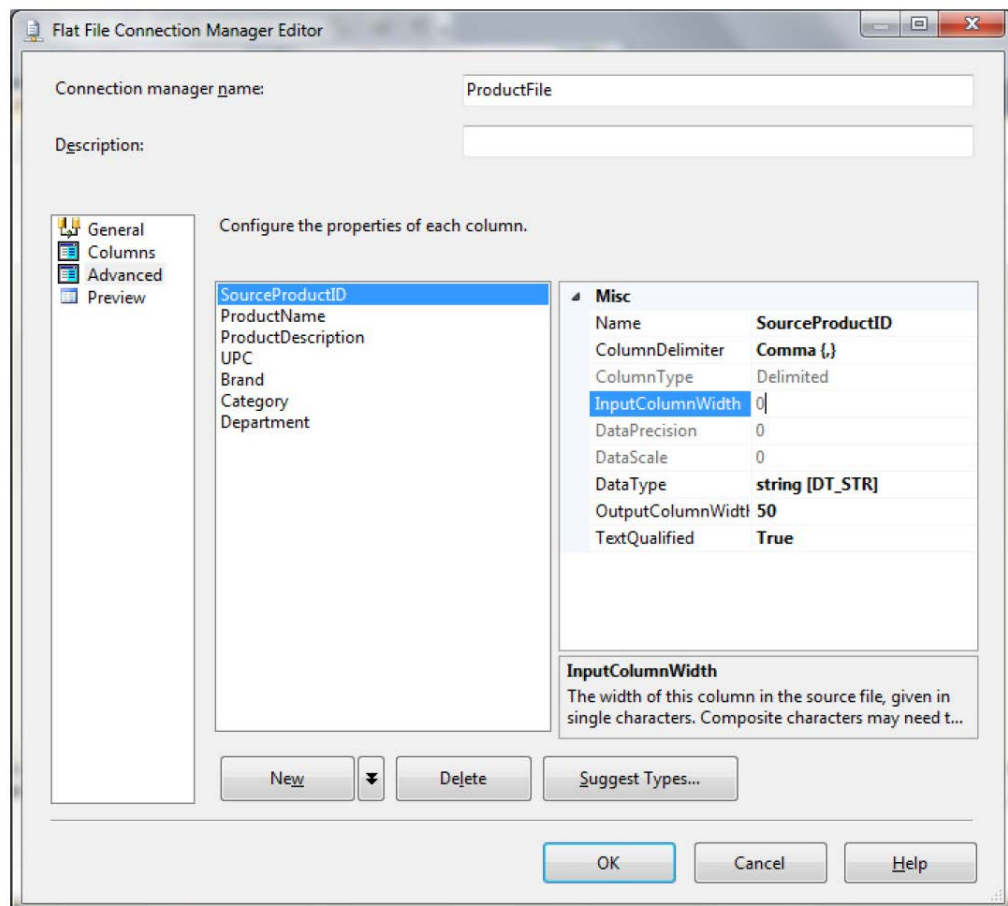 Flat File Connection Manager Editor
Connection manager name: ProductFile
Description:
General
Columns
Advanced
Preview
Configure the properties of each column.
SourceProductID
ProductName
ProductDescription
UPC
Brand
Category
Department
Misc
Name SourceProductID
ColumnDelimiter Comma {,}
ColumnType Delimited
InputColumnWidth 0
DataPrecision 0
DataScale 0
DataType string [DT_STR]
OutputColumnWidth 50
TextQualified True
InputColumnWidth
The width of this column in the source file, given in
single characters. Composite characters may need t...
New Delete Suggest Types...
OK Cancel Help